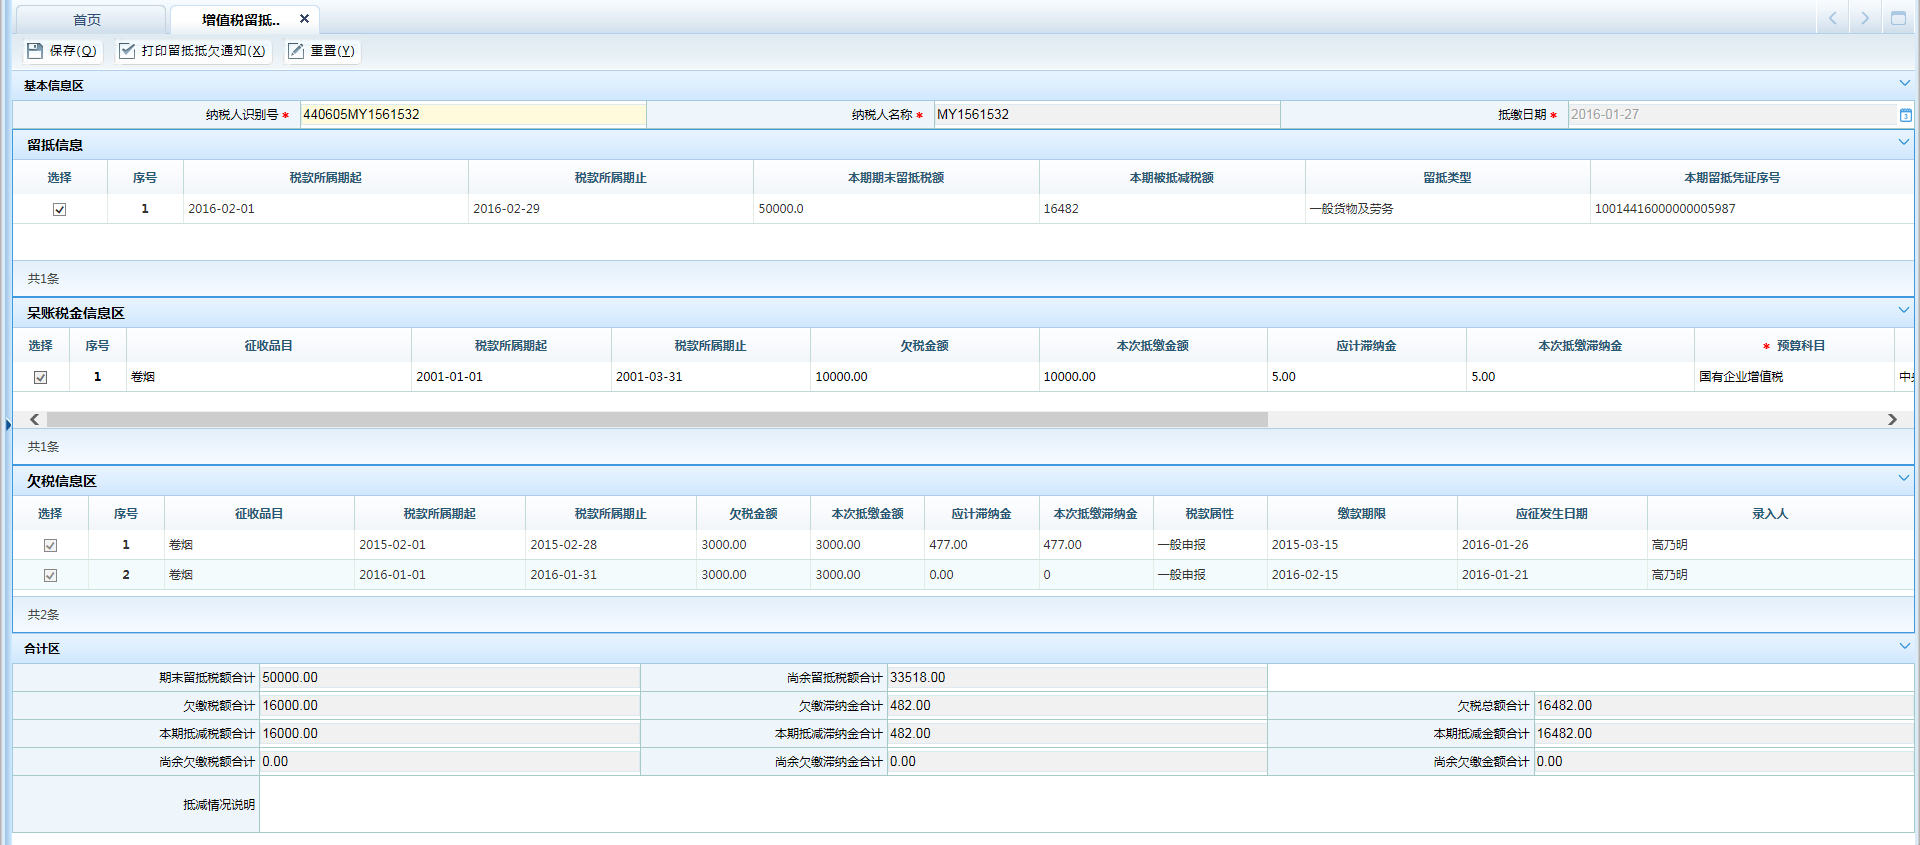 首页 增值税留抵..
保存(O) 打印留抵抵欠通知(X) 重置(Y)
基本信息区
纳税人识别号 * 440605MY1561532 纳税人名称 * MY1561532 抵缴日期 * 2016-01-27
留抵信息
选择 序号 税款所属期起 税款所属期止 本期期末留抵税额 本期被抵减税额 留抵类型 本期留抵凭证序号
1 2016-02-01 2016-02-29 50000.0 16482 一般货物及劳务 10014416000000005987
共1条
呆账税金信息区
选择 序号 征收品目 税款所属期起 税款所属期止 欠税金额 本次抵缴金额 应计滞纳金 本次抵缴滞纳金 * 预算科目
1 卷烟 2001-01-01 2001-03-31 10000.00 10000.00 5.00 5.00 国有企业增值税
共1条
欠税信息区
选择 序号 征收品目 税款所属期起 税款所属期止 欠税金额 本次抵缴金额 应计滞纳金 本次抵缴滞纳金 税款属性 缴款期限 应征发生日期 录入人
1 卷烟 2015-02-01 2015-02-28 3000.00 3000.00 477.00 477.00 一般申报 2015-03-15 2016-01-26 高乃明
2 卷烟 2016-01-01 2016-01-31 3000.00 3000.00 0.00 0 一般申报 2016-02-15 2016-01-21 高乃明
共2条
合计区
期末留抵税额合计 50000.00 尚余留抵税额合计 33518.00
欠缴税额合计 16000.00 欠缴滞纳金合计 482.00 欠税总额合计 16482.00
本期抵减税额合计 16000.00 本期抵减滞纳金合计 482.00 本期抵减金额合计 16482.00
尚余欠缴税额合计 0.00 尚余欠缴滞纳金合计 0.00 尚余欠缴金额合计 0.00
抵减情况说明